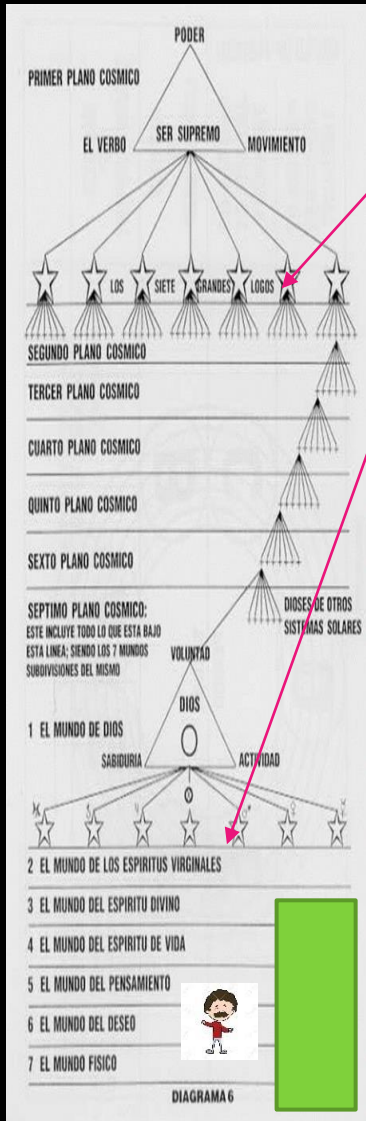 PODER
PRIMER PLANO COSMICO
SER SUPREMO
EL VERBO
MOVIMIENTO
LOS SIETE GRANDES LOGOS
SEGUNDO PLANO COSMICO
TERCER PLANO COSMICO
CUARTO PLANO COSMICO
QUINTO PLANO COSMICO
SEXTO PLANO COSMICO
SEPTIMO PLANO COSMICO:
ESTE INCLUYE TODO LO QUE ESTA BAJO
ESTA LINEA; SIENDO LOS 7 MUNDOS
SUBDIVISIONES DEL MISMO
DIOSES DE OTROS
SISTEMAS SOLARES
VOLUNTAD
DIOS
1 EL MUNDO DE DIOS
SABIDURIA
ACTIVIDAD
2 EL MUNDO DE LOS ESPIRITUS VIRGINALES
3 EL MUNDO DEL ESPIRITU DIVINO
4 EL MUNDO DEL ESPIRITU DE VIDA
5 EL MUNDO DEL PENSAMIENTO
6 EL MUNDO DEL DESEO
7 EL MUNDO FISICO
DIAGRAMA 6